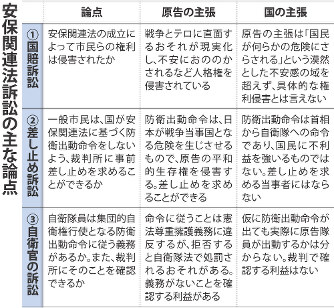 安保関連法訴訟の主な論点
論点
原告の主張
国の主張
①国賠訴訟
安保関連法の成立に
よって市民らの権利
は侵害されたか
戦争とテロに直面す
るおそれが現実化
し、不安におののか
されるなど人格権を
侵害されている
原告の主張は「国民
が何らかの危険にさ
らされる」という漠然
とした不安感の域を
超えず、具体的な権
利侵害とは言えない
②差し止め訴訟
一般市民は、国が安
保関連法に基づく防
衛出動命令をしない
よう、裁判所に事前
差し止めを求めるこ
とができるか
防衛出動命令は、日
本が戦争当事国とな
る危険を生じさせる
もので、原告の平和
的生存権を侵害す
る。差し止めを求め
ることができる
防衛出動命令は首相
から自衛隊への命令
であり、国民に不利
益を強いるものでは
ない。差し止めを求
める当事者にはなら
ない
③自衛官の訴訟
自衛隊員は集団的自
衛権行使となる防衛
出動命令に従う義務
があるか。また、裁判
所にそのことを確認
できるか
命令に従うことは憲
法尊重擁護義務に違
反するが、拒否する
と自衛隊法で処罰さ
れるおそれがある。
義務がないことを確
認する利益がある
仮に防衛出動命令が
出ても実際に原告隊
員が出動するかは分
からない。裁判で確
認する利益はない